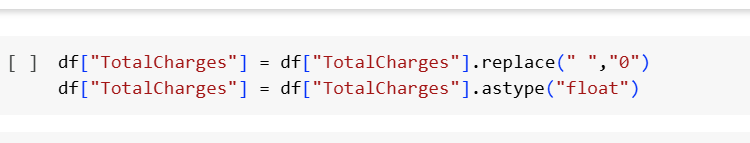 [ ] df["TotalCharges"] = df["TotalCharges"].replace(" ","0")
df["TotalCharges"] = df["TotalCharges"].astype("float")